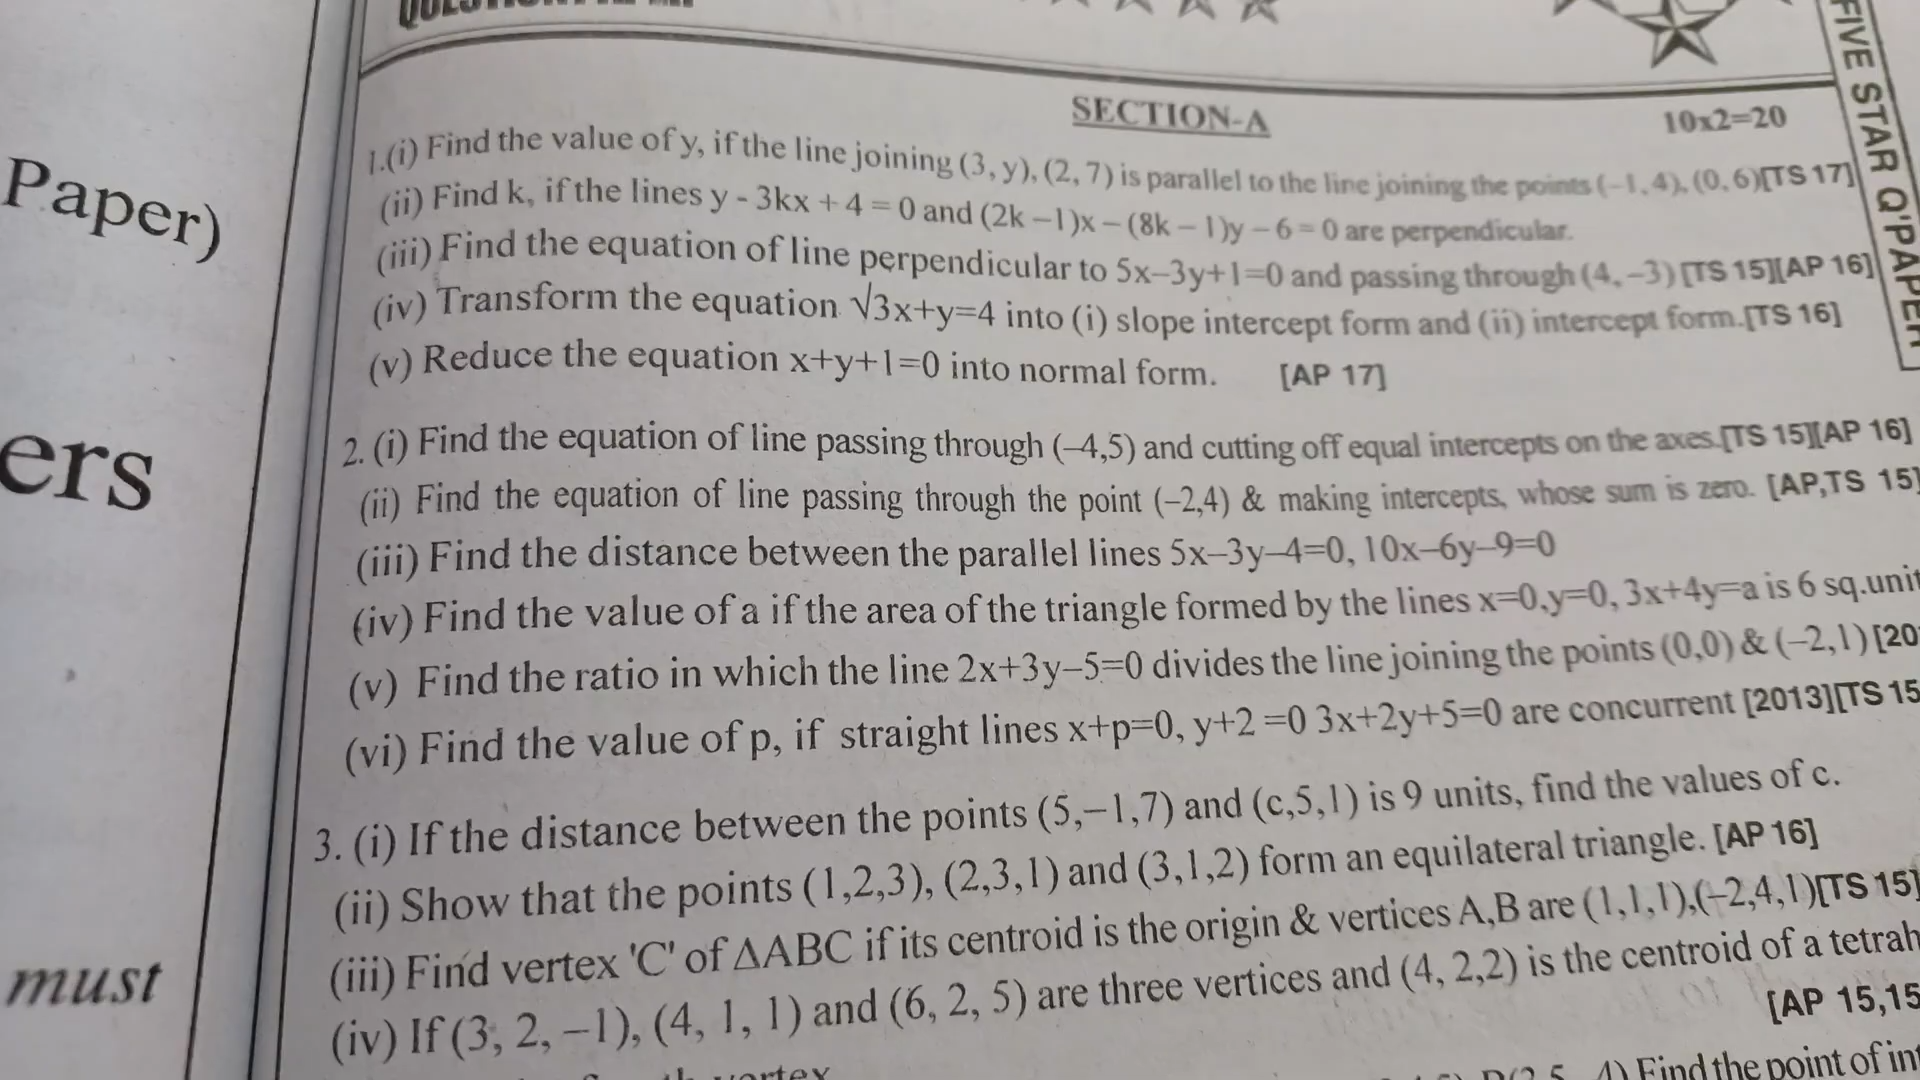 Paper)
ers
must
FIVE STAR Q'PAPER
SECTION-A
10x2=20
1.(i) Find the value of y, if the line joining (3, y), (2, 7) is parallel to the line joining the points (-1, 4), (0, 6)[TS 17]
(ii) Find k, if the lines y - 3kx + 4 = 0 and (2k – 1)x – (8k – 1)y – 6 = 0 are perpendicular.
(iii) Find the equation of line perpendicular to 5x–3y+1=0 and passing through (4, –3) [TS 15][AP 16]
(iv) Transform the equation √3x+y=4 into (i) slope intercept form and (ii) intercept form.[TS 16]
(v) Reduce the equation x+y+1=0 into normal form. [AP 17]
2. (i) Find the equation of line passing through (–4,5) and cutting off equal intercepts on the axes.[TS 15][AP 16]
(ii) Find the equation of line passing through the point (–2,4) & making intercepts, whose sum is zero. [AP,TS 15]
(iii) Find the distance between the parallel lines 5x–3y–4=0, 10x–6y–9=0
(iv) Find the value of a if the area of the triangle formed by the lines x=0,y=0, 3x+4y=a is 6 sq.unit
(v) Find the ratio in which the line 2x+3y–5=0 divides the line joining the points (0,0) & (–2,1) [20
(vi) Find the value of p, if straight lines x+p=0, y+2 =0 3x+2y+5=0 are concurrent [2013][TS 15
3. (i) If the distance between the points (5,–1,7) and (c,5,1) is 9 units, find the values of c.
(ii) Show that the points (1,2,3), (2,3,1) and (3,1,2) form an equilateral triangle. [AP 16]
(iii) Find vertex 'C' of ΔABC if its centroid is the origin & vertices A,B are (1,1,1),(–2,4,1)[TS 15]
(iv) If (3, 2, –1), (4, 1, 1) and (6, 2, 5) are three vertices and (4, 2,2) is the centroid of a tetrah
[AP 15,15
vertex
Find the point of int